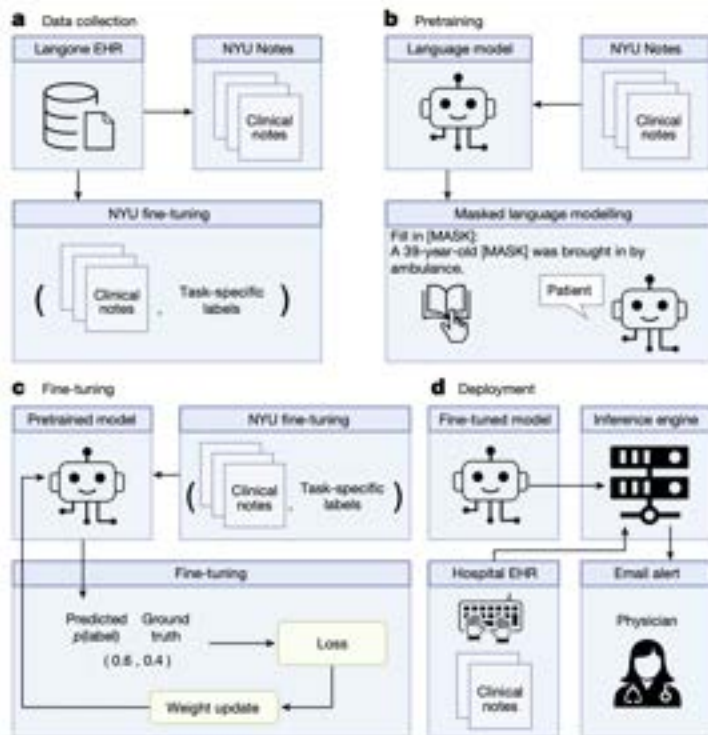 a Data collection
Langone EHR
NYU Notes
Clinical
notes
NYU fine-tuning
( Clinical
notes , Task-specific
labels )
b Pretraining
Language model
NYU Notes
Clinical
notes
Masked language modelling
Fill in [MASK]:
A 39-year-old [MASK] was brought in by
ambulance.
Patient
c Fine-tuning
Pretrained model
NYU fine-tuning
( Clinical
notes , Task-specific
labels )
Fine-tuning
Predicted
p(label)
Ground
truth
( 0.6 , 0.4 )
Loss
Weight update
d Deployment
Fine-tuned model
Inference engine
Hospital EHR
Clinical
notes
Email alert
Physician